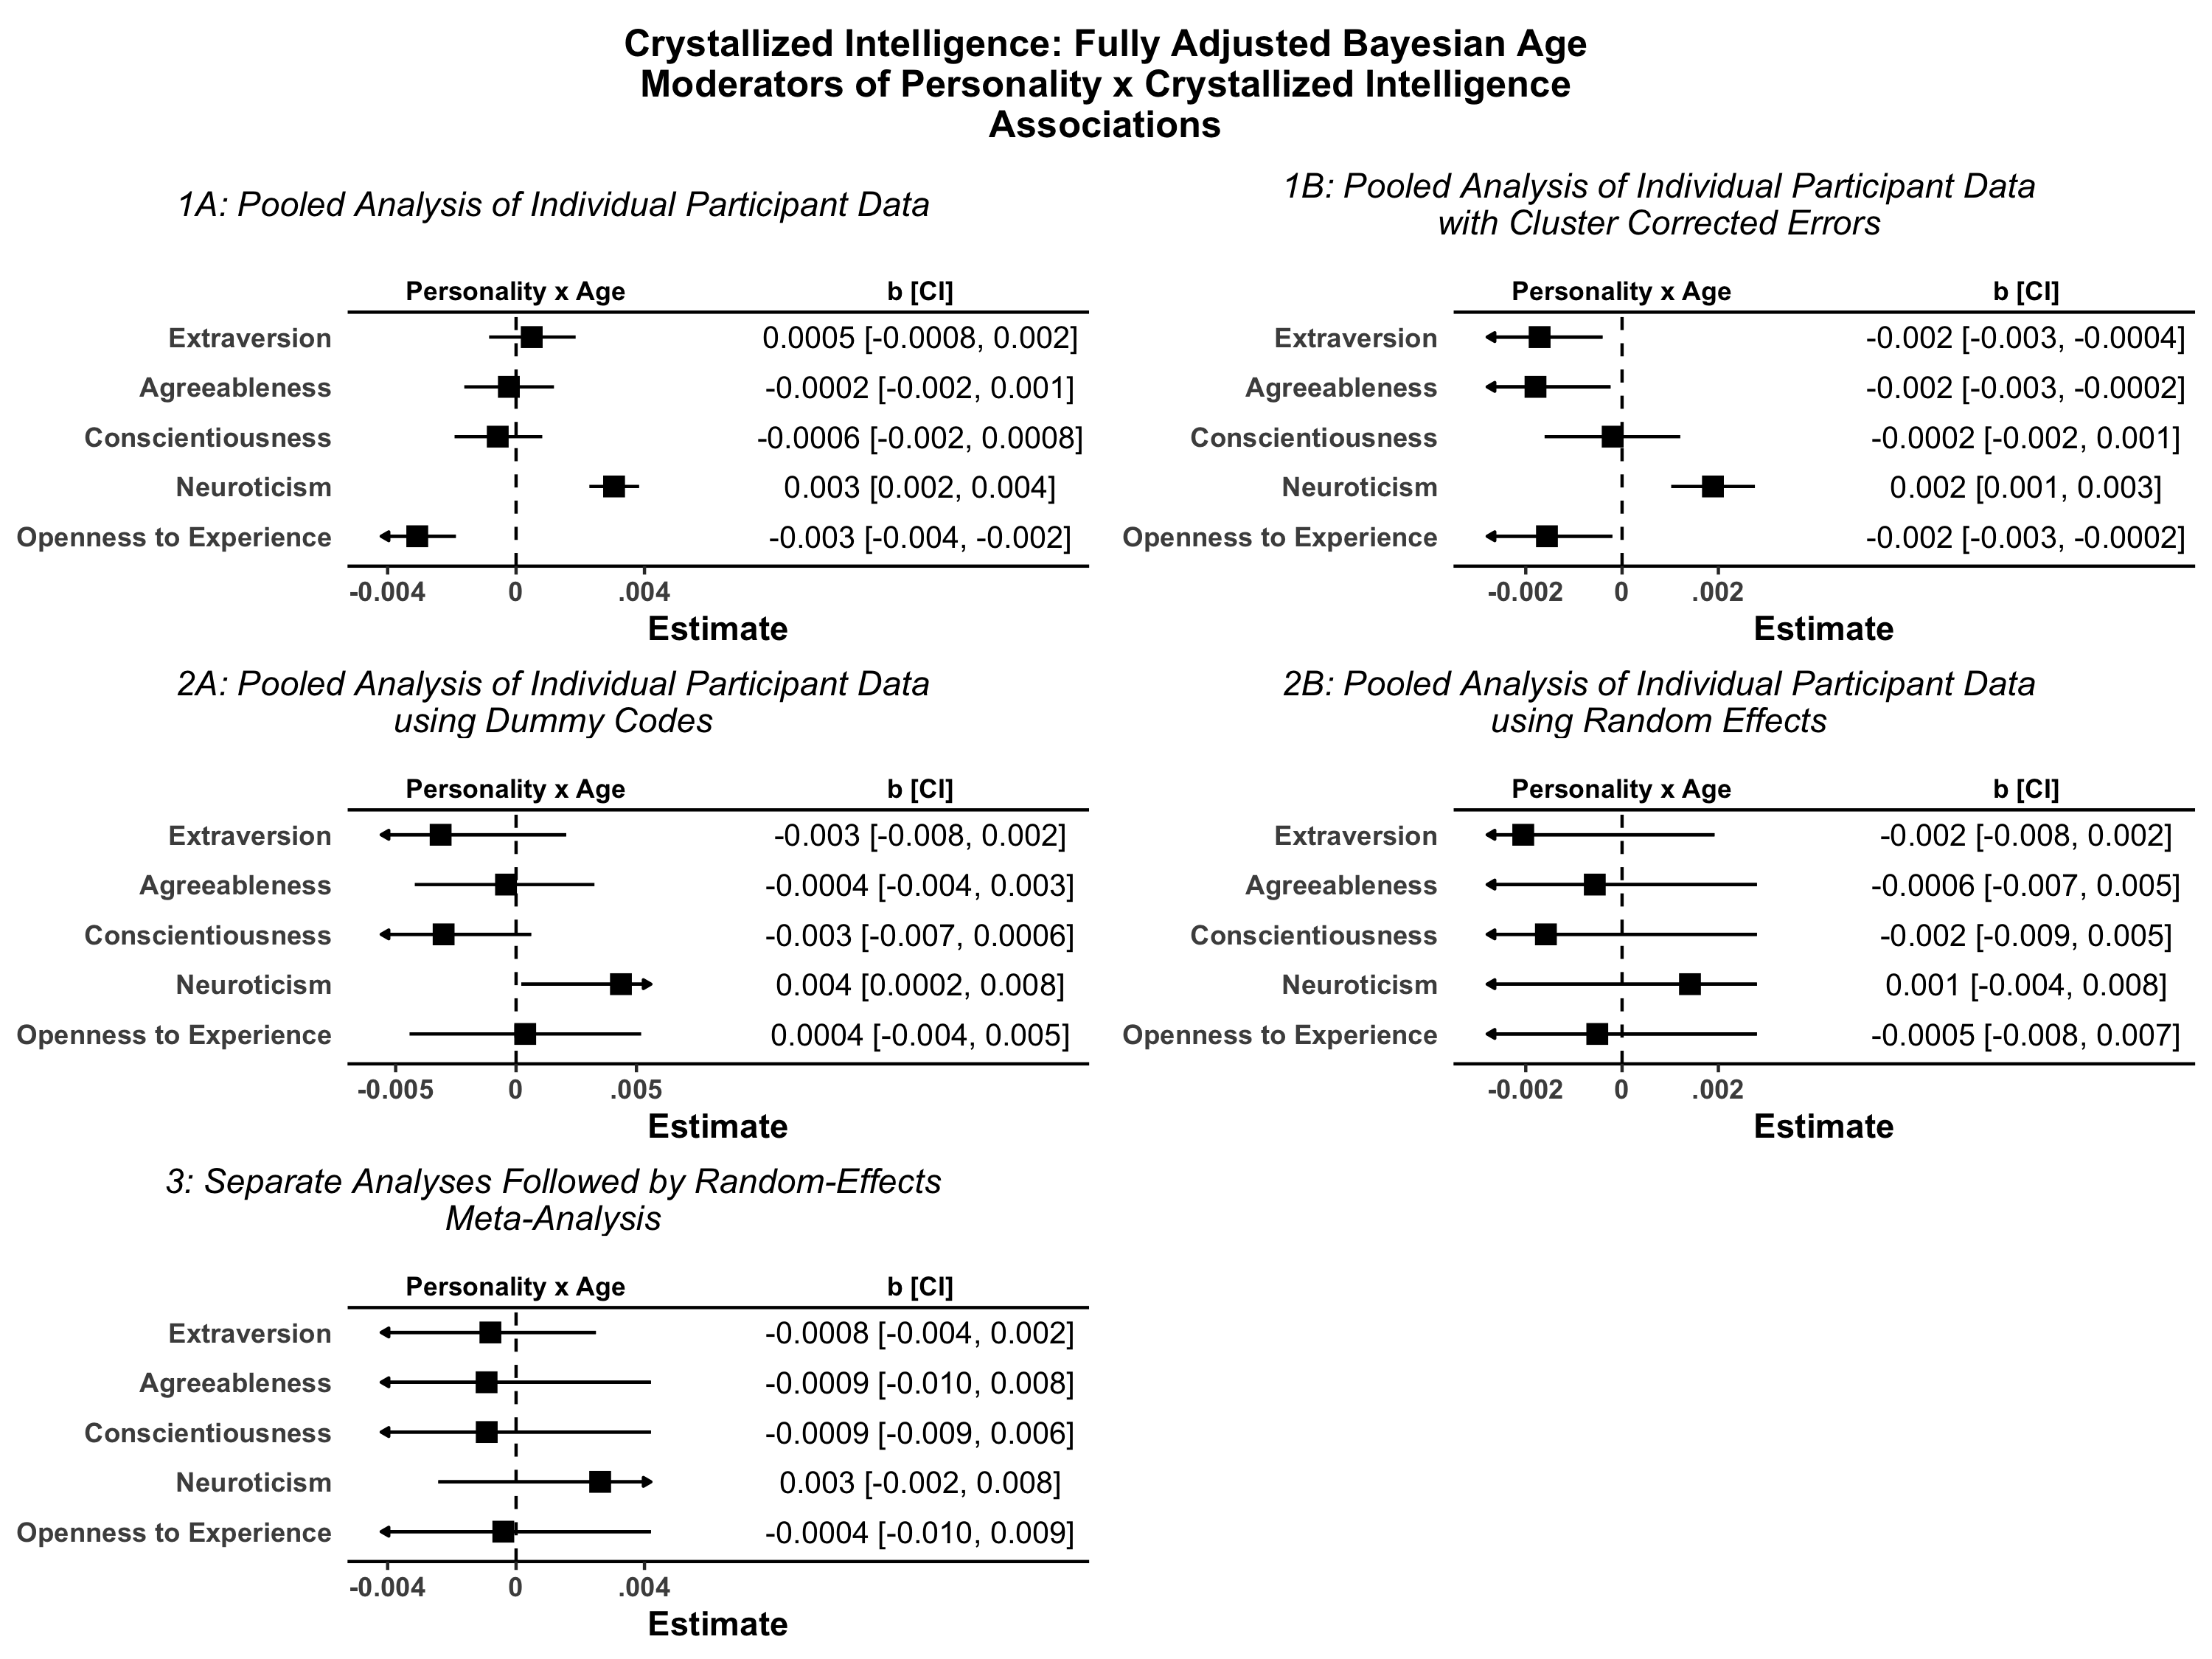 Crystallized Intelligence: Fully Adjusted Bayesian Age
Moderators of Personality x Crystallized Intelligence
Associations
1A: Pooled Analysis of Individual Participant Data
Personality x Age b [CI]
Extraversion 0.0005 [-0.0008, 0.002]
Agreeableness -0.0002 [-0.002, 0.001]
Conscientiousness -0.0006 [-0.002, 0.0008]
Neuroticism 0.003 [0.002, 0.004]
Openness to Experience -0.003 [-0.004, -0.002]
-0.004 0 .004
Estimate
1B: Pooled Analysis of Individual Participant Data
with Cluster Corrected Errors
Personality x Age b [CI]
Extraversion -0.002 [-0.003, -0.0004]
Agreeableness -0.002 [-0.003, -0.0002]
Conscientiousness -0.0002 [-0.002, 0.001]
Neuroticism 0.002 [0.001, 0.003]
Openness to Experience -0.002 [-0.003, -0.0002]
-0.002 0 .002
Estimate
2A: Pooled Analysis of Individual Participant Data
using Dummy Codes
Personality x Age b [CI]
Extraversion -0.003 [-0.008, 0.002]
Agreeableness -0.0004 [-0.004, 0.003]
Conscientiousness -0.003 [-0.007, 0.0006]
Neuroticism 0.004 [0.0002, 0.008]
Openness to Experience 0.0004 [-0.004, 0.005]
-0.005 0 .005
Estimate
2B: Pooled Analysis of Individual Participant Data
using Random Effects
Personality x Age b [CI]
Extraversion -0.002 [-0.008, 0.002]
Agreeableness -0.0006 [-0.007, 0.005]
Conscientiousness -0.002 [-0.009, 0.005]
Neuroticism 0.001 [-0.004, 0.008]
Openness to Experience -0.0005 [-0.008, 0.007]
-0.002 0 .002
Estimate
3: Separate Analyses Followed by Random-Effects
Meta-Analysis
Personality x Age b [CI]
Extraversion -0.0008 [-0.004, 0.002]
Agreeableness -0.0009 [-0.010, 0.008]
Conscientiousness -0.0009 [-0.009, 0.006]
Neuroticism 0.003 [-0.002, 0.008]
Openness to Experience -0.0004 [-0.010, 0.009]
-0.004 0 .004
Estimate